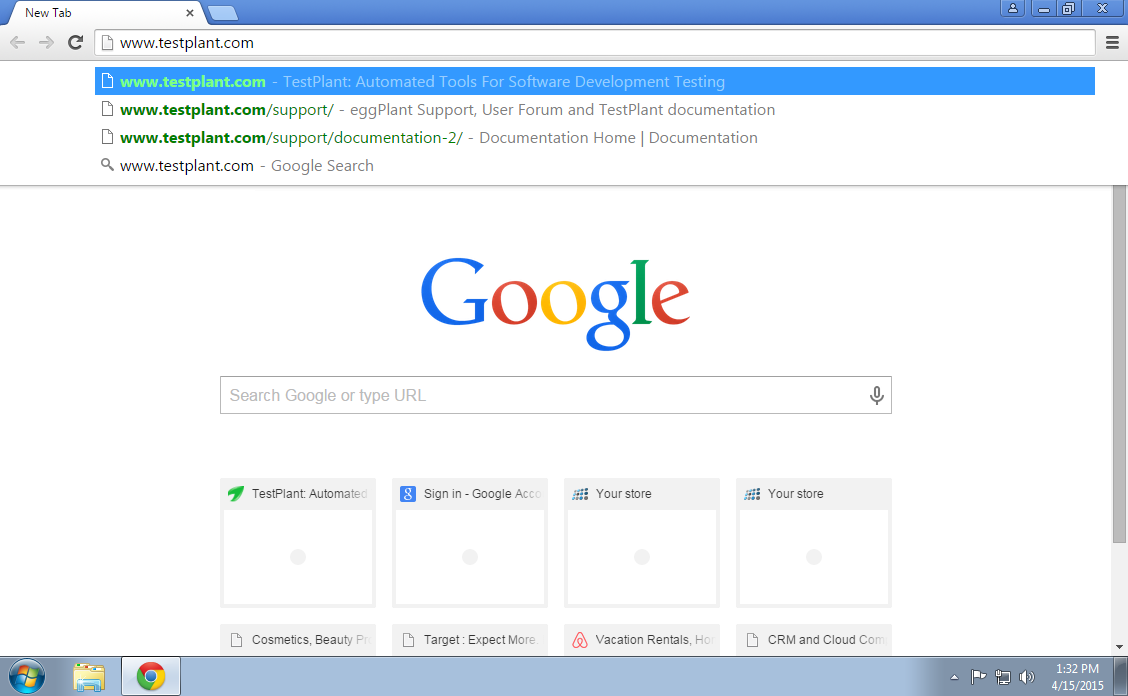 New Tab
www.testplant.com
www.testplant.com - TestPlant: Automated Tools For Software Development Testing
www.testplant.com/support/ - eggPlant Support, User Forum and TestPlant documentation
www.testplant.com/support/documentation-2/ - Documentation Home | Documentation
www.testplant.com - Google Search
Google
Search Google or type URL
TestPlant: Automated
Sign in - Google Acco
Your store
Your store
Cosmetics, Beauty Pr
Target : Expect More.
Vacation Rentals, Hom
CRM and Cloud Com
1:32 PM
4/15/2015